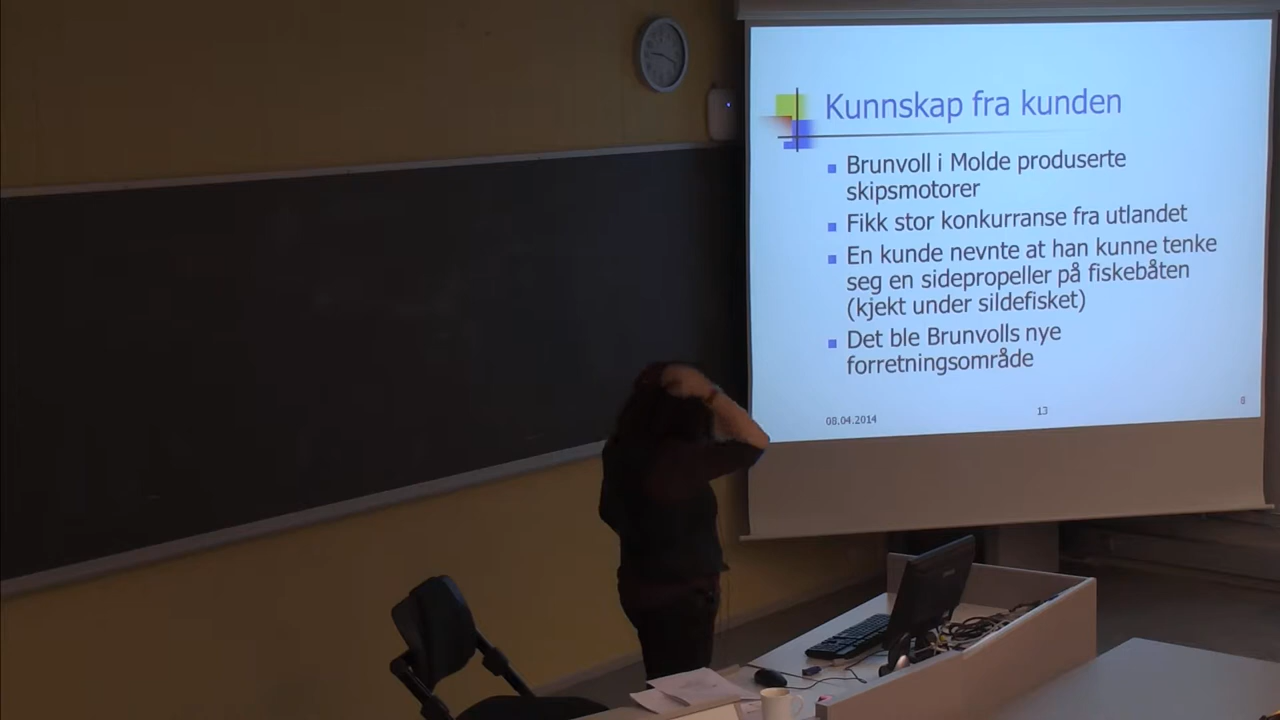 Kunnskap fra kunden
Brunvoll i Molde produserte
skipsmotorer
Fikk stor konkurranse fra utlandet
En kunde nevnte at han kunne tenke
seg en sidepropeller på fiskebåten
(kjekt under sildefisket)
Det ble Brunvolls nye
forretningsområde
08.04.2014
13